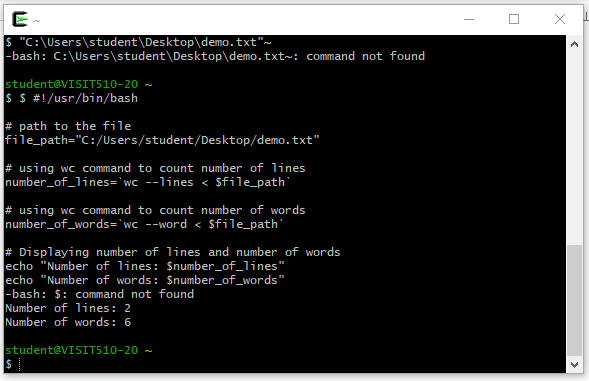 ~
$ "C:\Users\student\Desktop\demo.txt"~
-bash: C:\Users\student\Desktop\demo.txt~: command not found
student@VISIT510-20 ~
$ $ #!/usr/bin/bash
# path to the file
file_path="C:/Users/student/Desktop/demo.txt"
# using wc command to count number of lines
number_of_lines=`wc --lines < $file_path`
# using wc command to count number of words
number_of_words=`wc --word < $file_path`
# Displaying number of lines and number of words
echo "Number of lines: $number_of_lines"
echo "Number of words: $number_of_words"
-bash: $: command not found
Number of lines: 2
Number of words: 6
student@VISIT510-20 ~
$